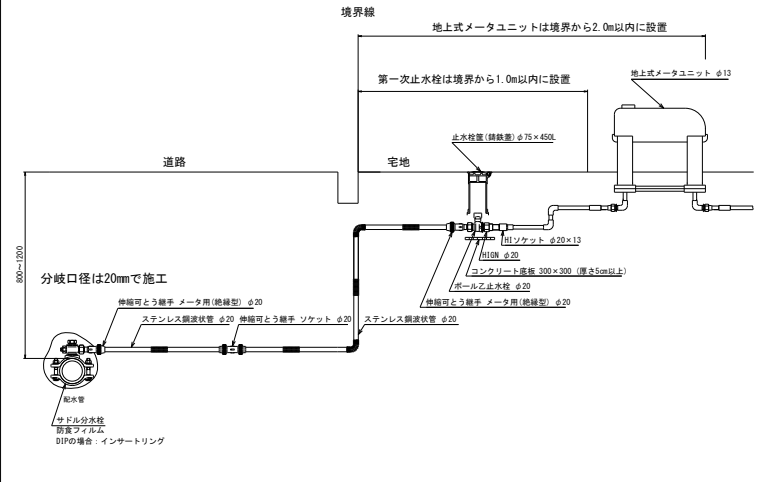 境界線
地上式メータユニットは境界から2.0m以内に設置
第一次止水栓は境界から1.0m以内に設置
地上式メータユニット φ13
止水栓筐(鋳鉄蓋)φ75×450L
道路
宅地
HIソケット φ20×13
HIGN φ20
コンクリート底板 300×300 (厚さ5cm以上)
ボール乙止水栓 φ20
伸縮可とう継手 メータ用(絶縁型) φ20
800~1200
分岐口径は20mmで施工
伸縮可とう継手 メータ用(絶縁型) φ20
ステンレス鋼波状管 φ20
伸縮可とう継手 ソケット φ20
ステンレス鋼波状管 φ20
配水管
サドル分水栓
防食フィルム
DIPの場合：インサートリング